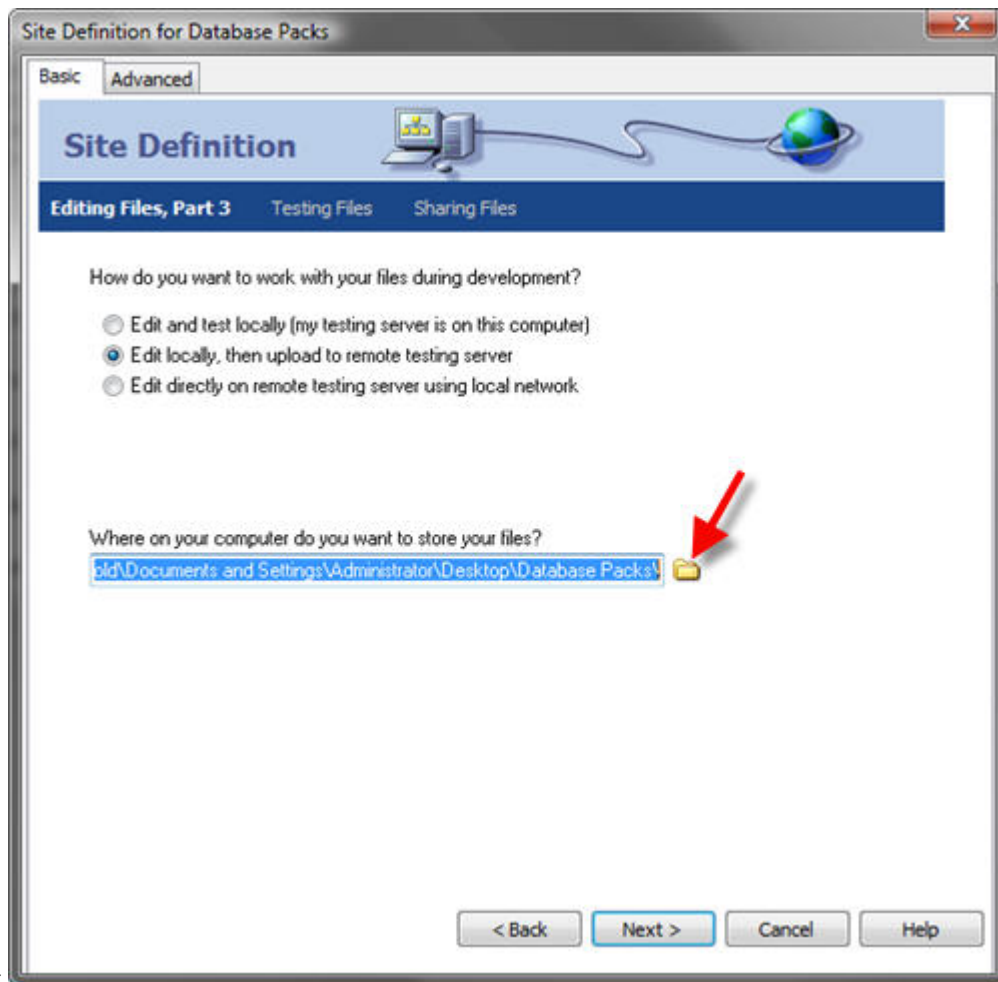 Site Definition for Database Packs
Basic Advanced
Site Definition
Editing Files, Part 3 Testing Files Sharing Files
How do you want to work with your files during development?
Edit and test locally (my testing server is on this computer)
Edit locally, then upload to remote testing server
Edit directly on remote testing server using local network
Where on your computer do you want to store your files?
old\Documents and Settings\Administrator\Desktop\Database Packs\
< Back Next > Cancel Help